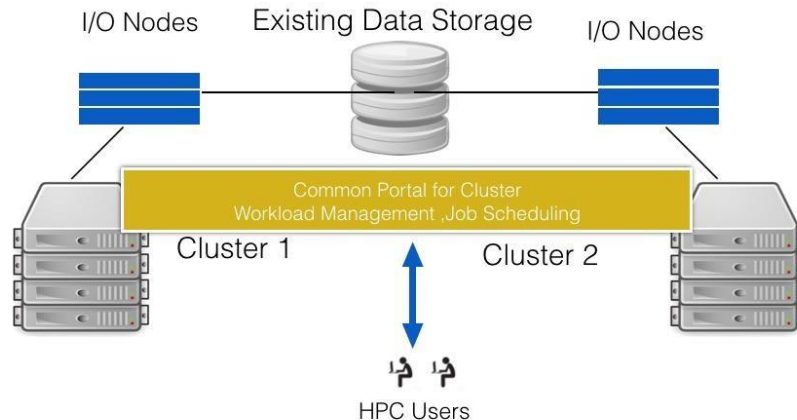 I/O Nodes
Existing Data Storage
I/O Nodes
Common Portal for Cluster
Workload Management ,Job Scheduling
Cluster 1
Cluster 2
HPC Users